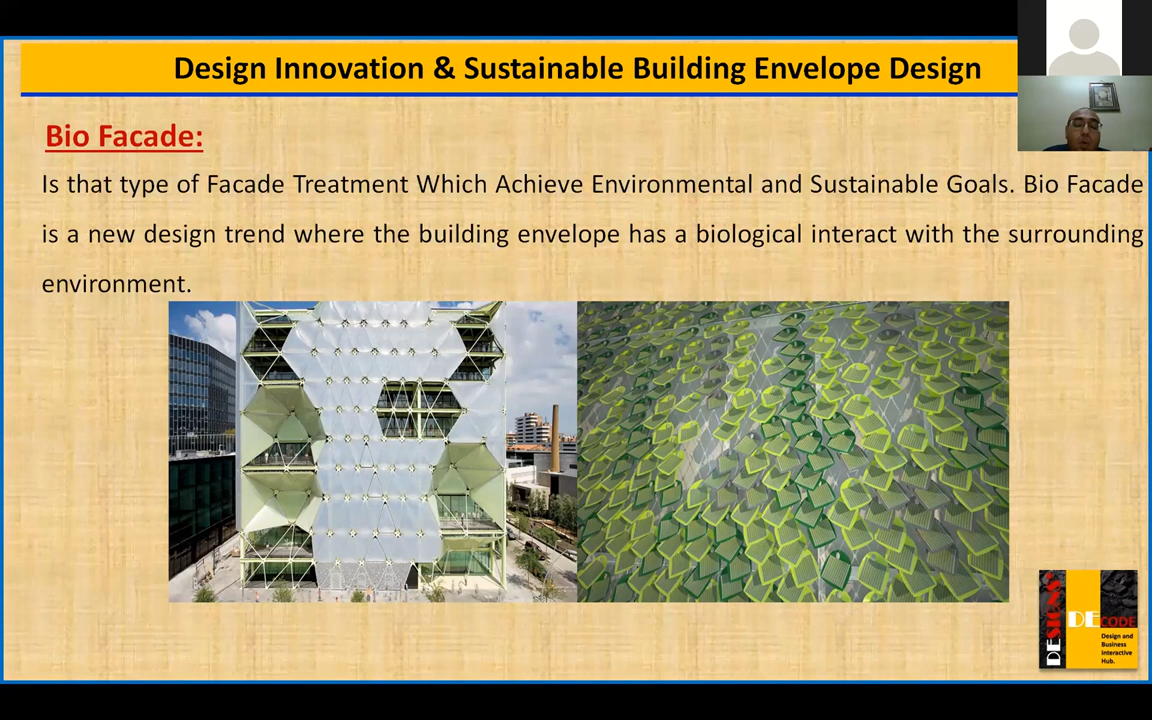 Design Innovation & Sustainable Building Envelope Design
Bio Facade:
Is that type of Facade Treatment Which Achieve Environmental and Sustainable Goals. Bio Facade
is a new design trend where the building envelope has a biological interact with the surrounding
environment.
DESIGNS
DECODE
Design and
Business
Interactive
Hub.